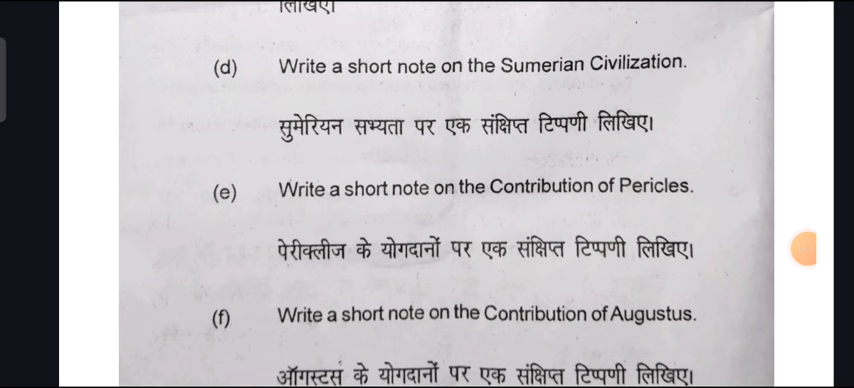 लिखिए।
(d) Write a short note on the Sumerian Civilization.
सुमेरियन सभ्यता पर एक संक्षिप्त टिप्पणी लिखिए।
(e) Write a short note on the Contribution of Pericles.
पेरीक्लीज के योगदानों पर एक संक्षिप्त टिप्पणी लिखिए।
(f) Write a short note on the Contribution of Augustus.
ऑगस्टस के योगदानों पर एक संक्षिप्त टिप्पणी लिखिए।